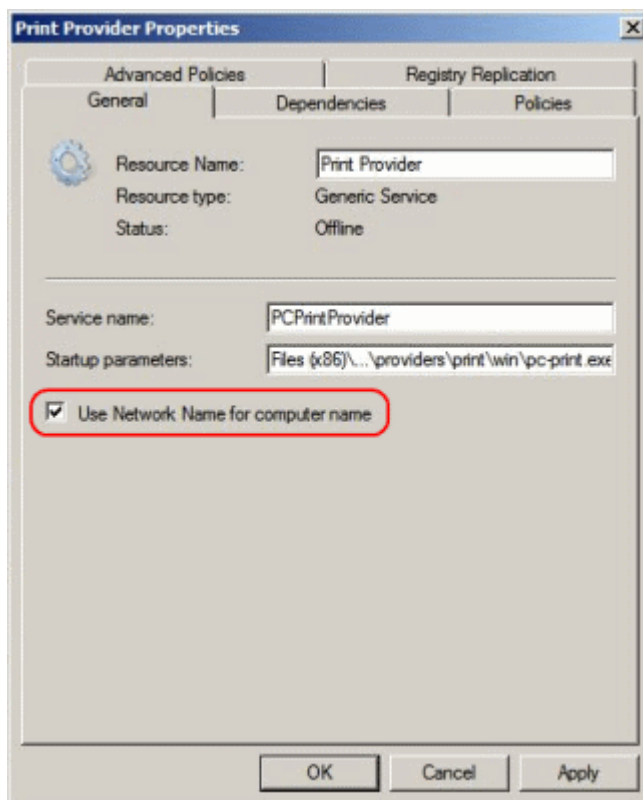 Print Provider Properties
Advanced Policies Registry Replication
General Dependencies Policies
Resource Name: Print Provider
Resource type: Generic Service
Status: Offline
Service name: PCPrintProvider
Startup parameters: Files (x86)\...\providers\print\win\pc-print.exe
Use Network Name for computer name
OK Cancel Apply